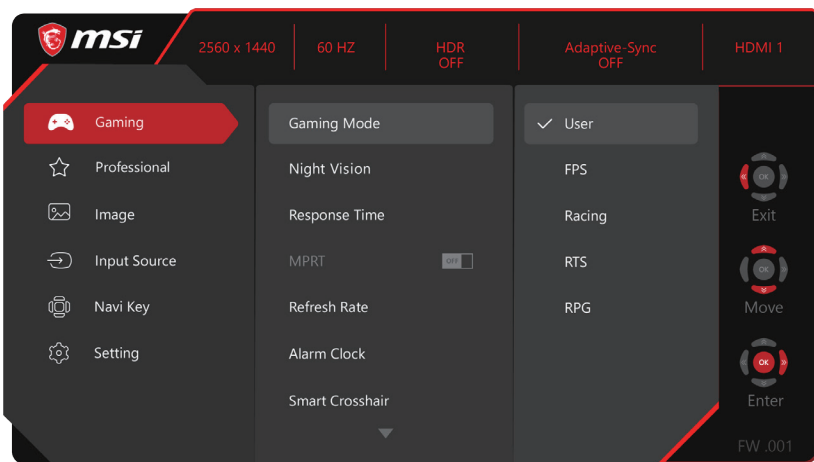 msi
2560 x 1440
60 HZ
HDR
OFF
Adaptive-Sync
OFF
HDMI 1
Gaming
Professional
Image
Input Source
Navi Key
Setting
Gaming Mode
Night Vision
Response Time
MPRT
OFF
Refresh Rate
Alarm Clock
Smart Crosshair
User
FPS
Racing
RTS
RPG
OK
Exit
OK
Move
OK
Enter
FW .001